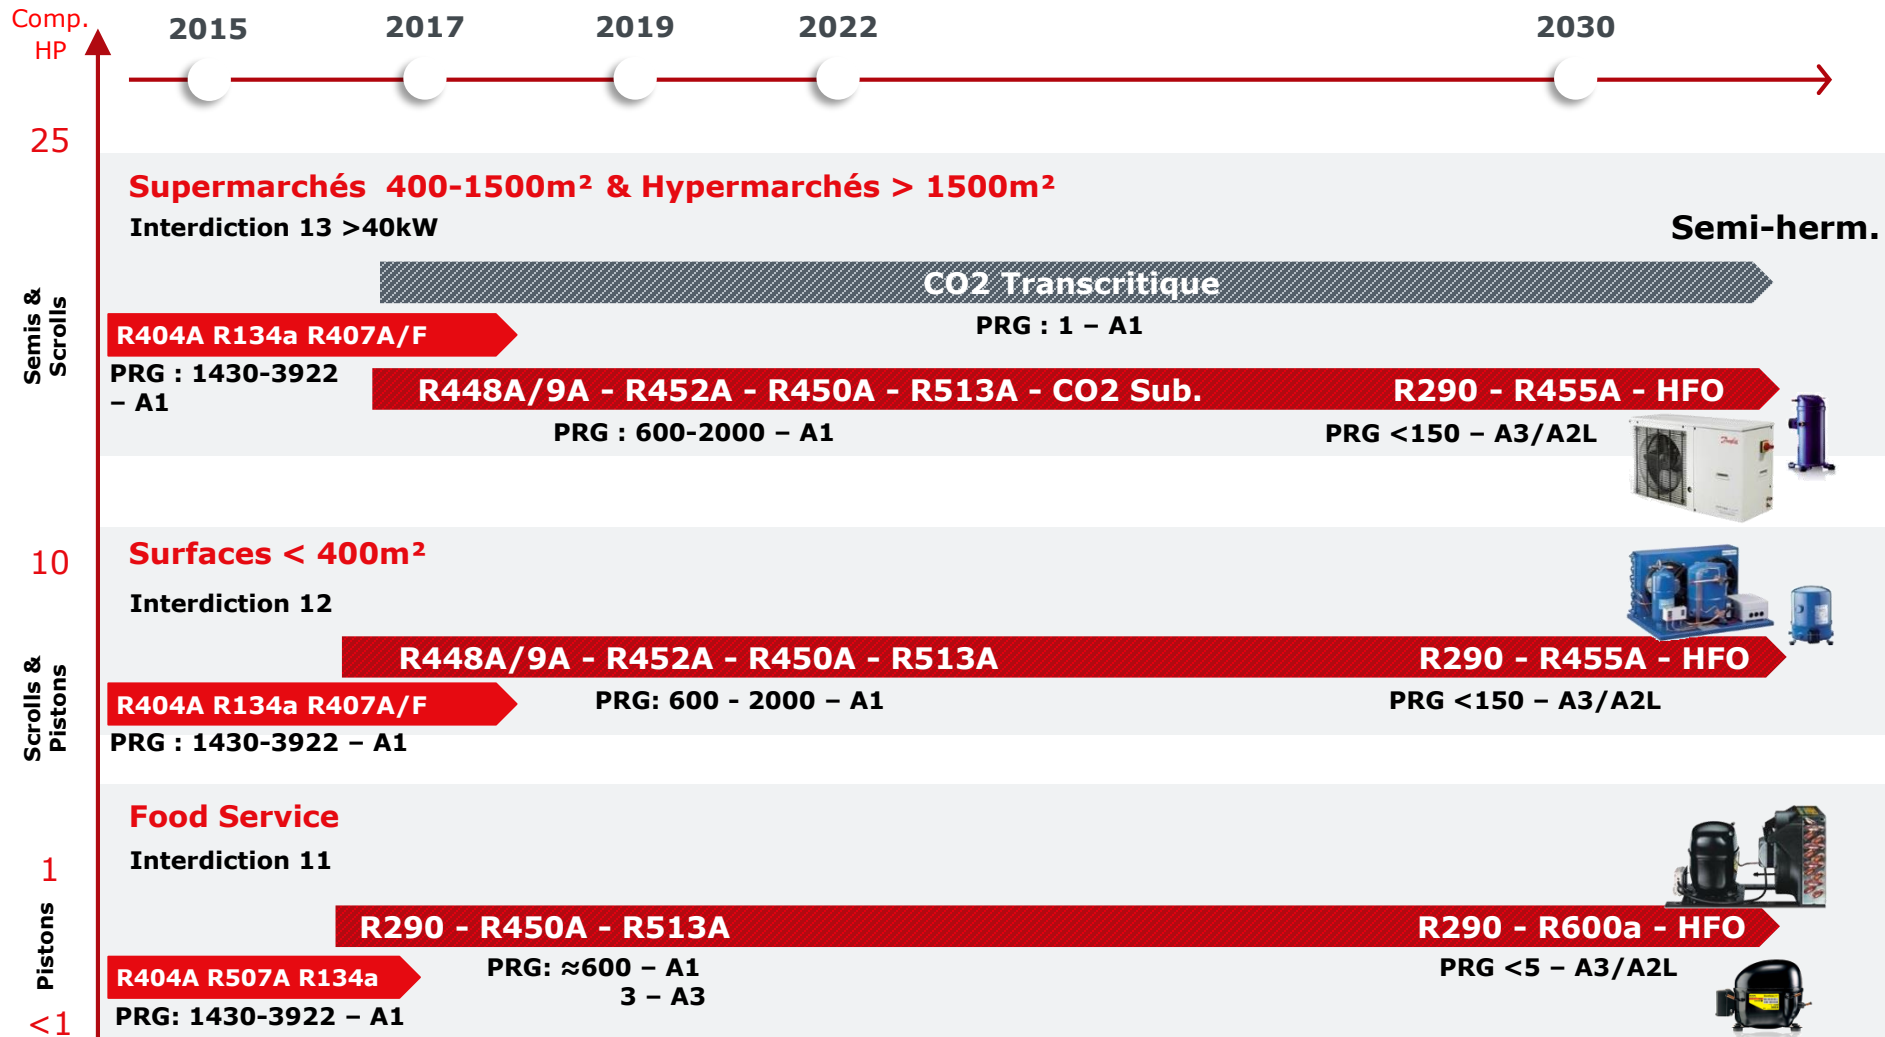 Comp.
HP
2015
2017
2019
2022
2030
25
Supermarchés 400-1500m² & Hypermarchés > 1500m²
Interdiction 13 >40kW
Semi-herm.
CO2 Transcritique
PRG : 1 – A1
Semis &
Scrolls
R404A R134a R407A/F
PRG : 1430-3922
– A1
R448A/9A - R452A - R450A - R513A - CO2 Sub.
R290 - R455A - HFO
PRG : 600-2000 – A1
PRG <150 – A3/A2L
10
Surfaces < 400m²
Interdiction 12
Scrolls &
Pistons
R448A/9A - R452A - R450A - R513A
R290 - R455A - HFO
R404A R134a R407A/F
PRG: 600 - 2000 – A1
PRG <150 – A3/A2L
PRG : 1430-3922 – A1
Food Service
Interdiction 11
1
Pistons
<1
R290 - R450A - R513A
R290 - R600a - HFO
R404A R507A R134a
PRG: ≈600 – A1
3 – A3
PRG <5 – A3/A2L
PRG: 1430-3922 – A1